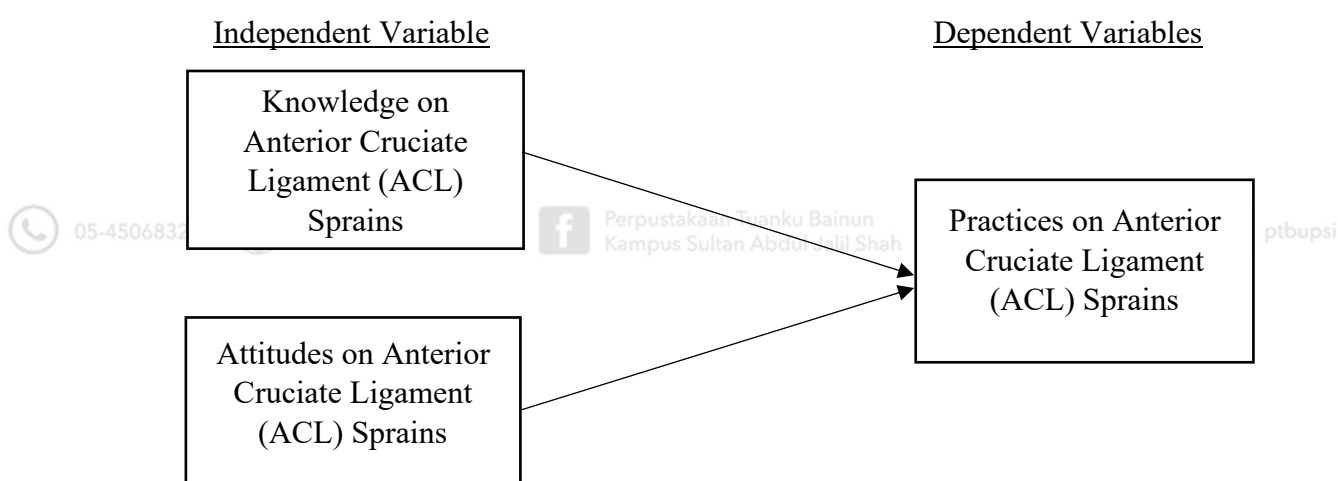 Independent Variable
Dependent Variables
Knowledge on
Anterior Cruciate
Ligament (ACL)
Sprains
05-4506832
f
Perpustakaan Tuanku Bainun
Kampus Sultan Abdul Jalil Shah
Practices on Anterior
Cruciate Ligament
(ACL) Sprains
ptbupsi
Attitudes on Anterior
Cruciate Ligament
(ACL) Sprains